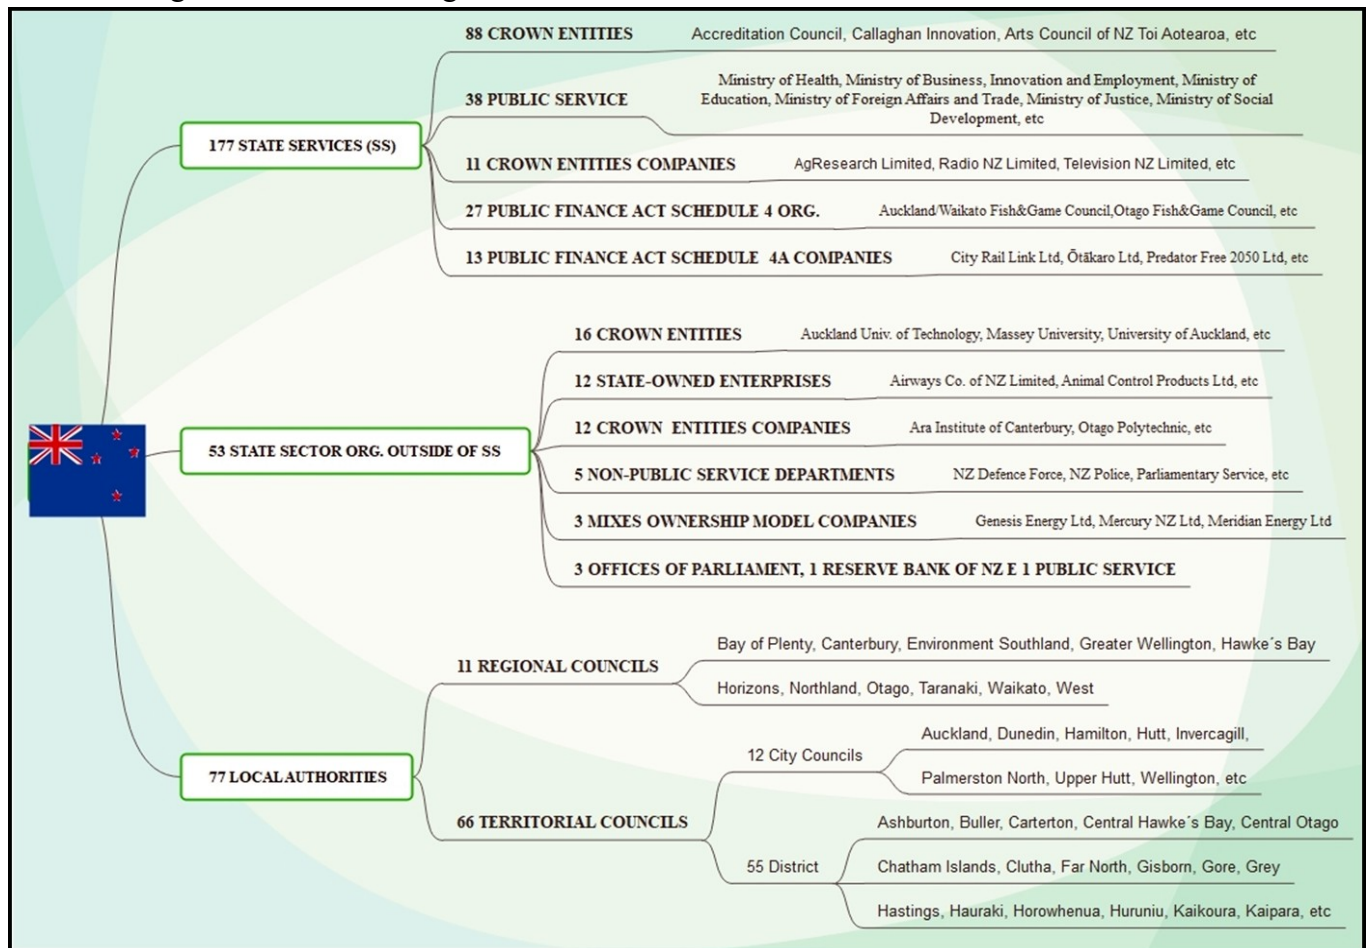 88 CROWN ENTITIES
Accreditation Council, Callaghan Innovation, Arts Council of NZ Toi Aotearoa, etc
38 PUBLIC SERVICE
Ministry of Health, Ministry of Business, Innovation and Employment, Ministry of
Education, Ministry of Foreign Affairs and Trade, Ministry of Justice, Ministry of Social
Development, etc
177 STATE SERVICES (SS)
11 CROWN ENTITIES COMPANIES
AgResearch Limited, Radio NZ Limited, Television NZ Limited, etc
27 PUBLIC FINANCE ACT SCHEDULE 4 ORG.
Auckland/Waikato Fish&Game Council,Otago Fish&Game Council, etc
13 PUBLIC FINANCE ACT SCHEDULE 4A COMPANIES
City Rail Link Ltd, Ōtākaro Ltd, Predator Free 2050 Ltd, etc
16 CROWN ENTITIES
Auckland Univ. of Technology, Massey University, University of Auckland, etc
12 STATE-OWNED ENTERPRISES
Airways Co. of NZ Limited, Animal Control Products Ltd, etc
12 CROWN ENTITIES COMPANIES
Ara Institute of Canterbury, Otago Polytechnic, etc
53 STATE SECTOR ORG. OUTSIDE OF SS
5 NON-PUBLIC SERVICE DEPARTMENTS
NZ Defence Force, NZ Police, Parliamentary Service, etc
3 MIXES OWNERSHIP MODEL COMPANIES
Genesis Energy Ltd, Mercury NZ Ltd, Meridian Energy Ltd
3 OFFICES OF PARLIAMENT, 1 RESERVE BANK OF NZ E 1 PUBLIC SERVICE
11 REGIONAL COUNCILS
Bay of Plenty, Canterbury, Environment Southland, Greater Wellington, Hawke´s Bay
Horizons, Northland, Otago, Taranaki, Waikato, West
77 LOCAL AUTHORITIES
66 TERRITORIAL COUNCILS
12 City Councils
Auckland, Dunedin, Hamilton, Hutt, Invercagill,
Palmerston North, Upper Hutt, Wellington, etc
55 District
Ashburton, Buller, Carterton, Central Hawke´s Bay, Central Otago
Chatham Islands, Clutha, Far North, Gisborn, Gore, Grey
Hastings, Hauraki, Horowhenua, Huruniu, Kaikoura, Kaipara, etc